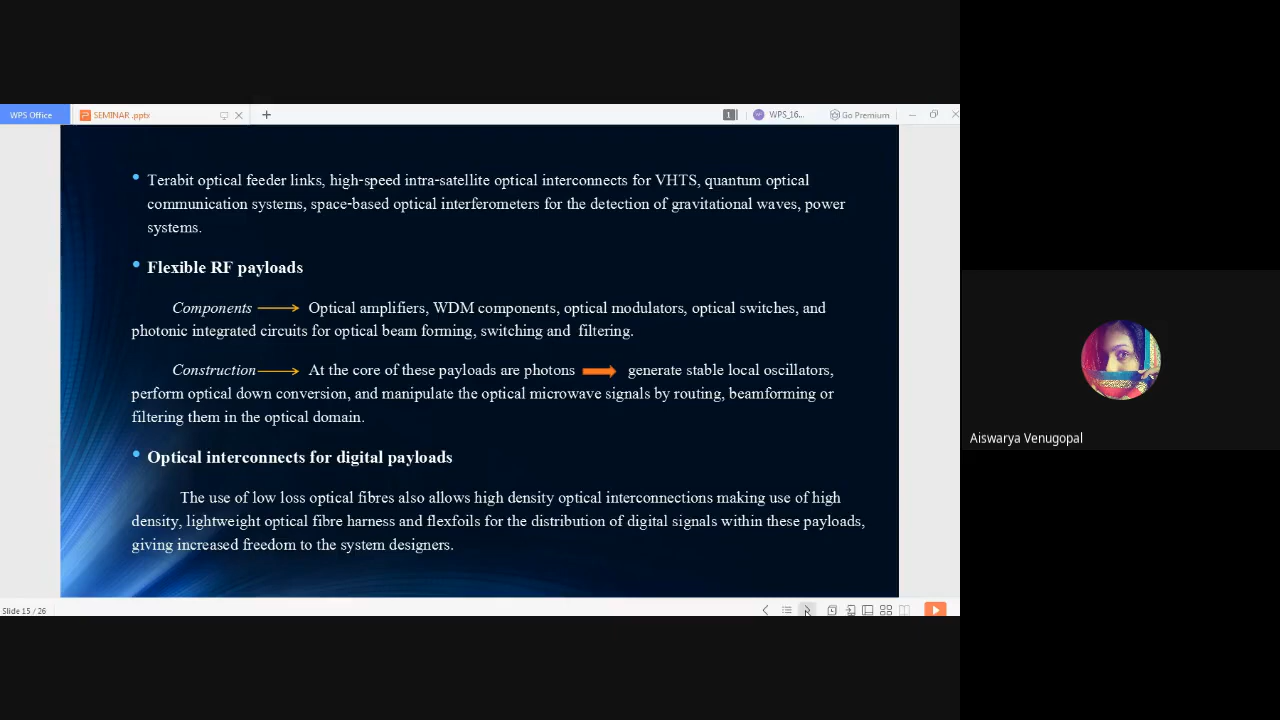 WPS Office SEMINAR .pptx + 1 WPS_16... Go Premium
• Terabit optical feeder links, high-speed intra-satellite optical interconnects for VHTS, quantum optical
communication systems, space-based optical interferometers for the detection of gravitational waves, power
systems.
• Flexible RF payloads
Components → Optical amplifiers, WDM components, optical modulators, optical switches, and
photonic integrated circuits for optical beam forming, switching and filtering.
Construction → At the core of these payloads are photons ➡ generate stable local oscillators,
perform optical down conversion, and manipulate the optical microwave signals by routing, beamforming or
filtering them in the optical domain.
• Optical interconnects for digital payloads
The use of low loss optical fibres also allows high density optical interconnections making use of high
density, lightweight optical fibre harness and flexfoils for the distribution of digital signals within these payloads,
giving increased freedom to the system designers.
Slide 15 / 26
Aiswarya Venugopal